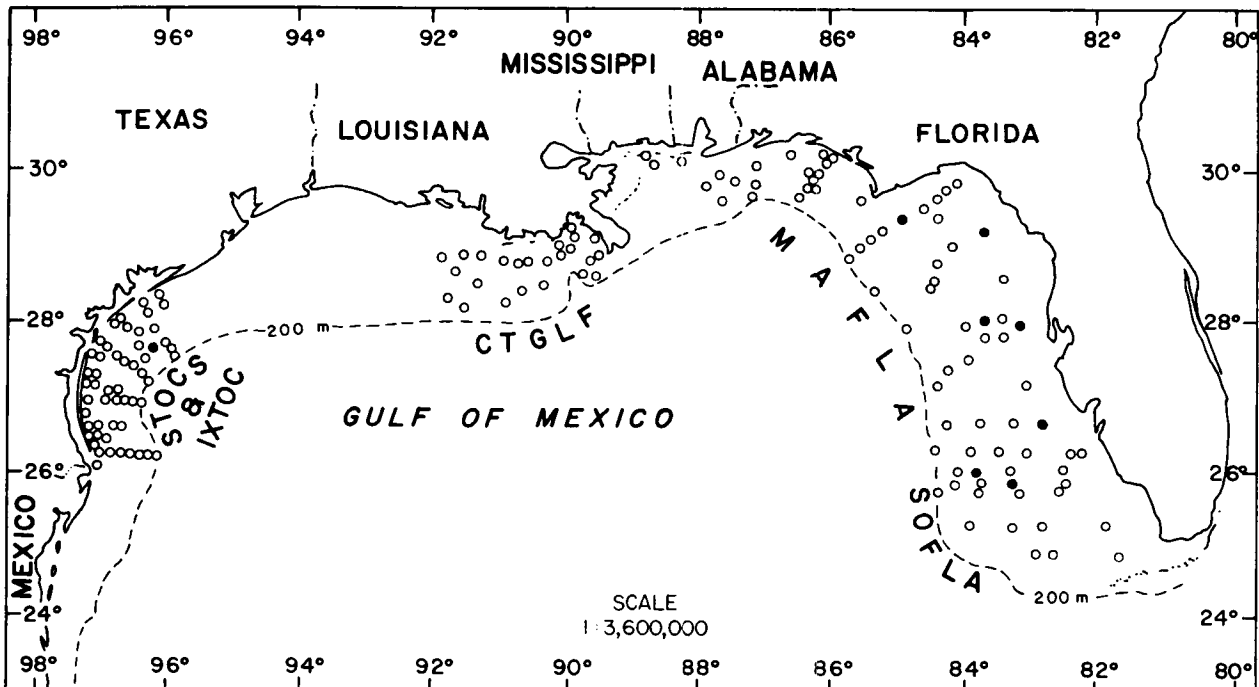 98° 96° 94° 92° 90° 88° 86° 84° 82° 80°
MISSISSIPPI ALABAMA
TEXAS LOUISIANA FLORIDA
30° 30°
28° 28°
200 m
CTGLF
MAFLA
STOCS
&
IXTOC
GULF OF MEXICO
26° 26°
SOFLA
MEXICO
200 m
SCALE
1:3,600,000
24° 24°
98° 96° 94° 92° 90° 88° 86° 84° 82° 80°